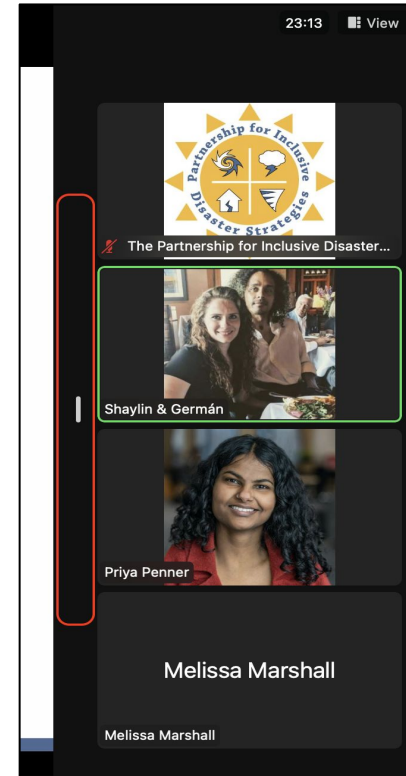 23:13 View
Partnership for Inclusive
Disaster Strategies
The Partnership for Inclusive Disaster...
Shaylin & Germán
Priya Penner
Melissa Marshall
Melissa Marshall